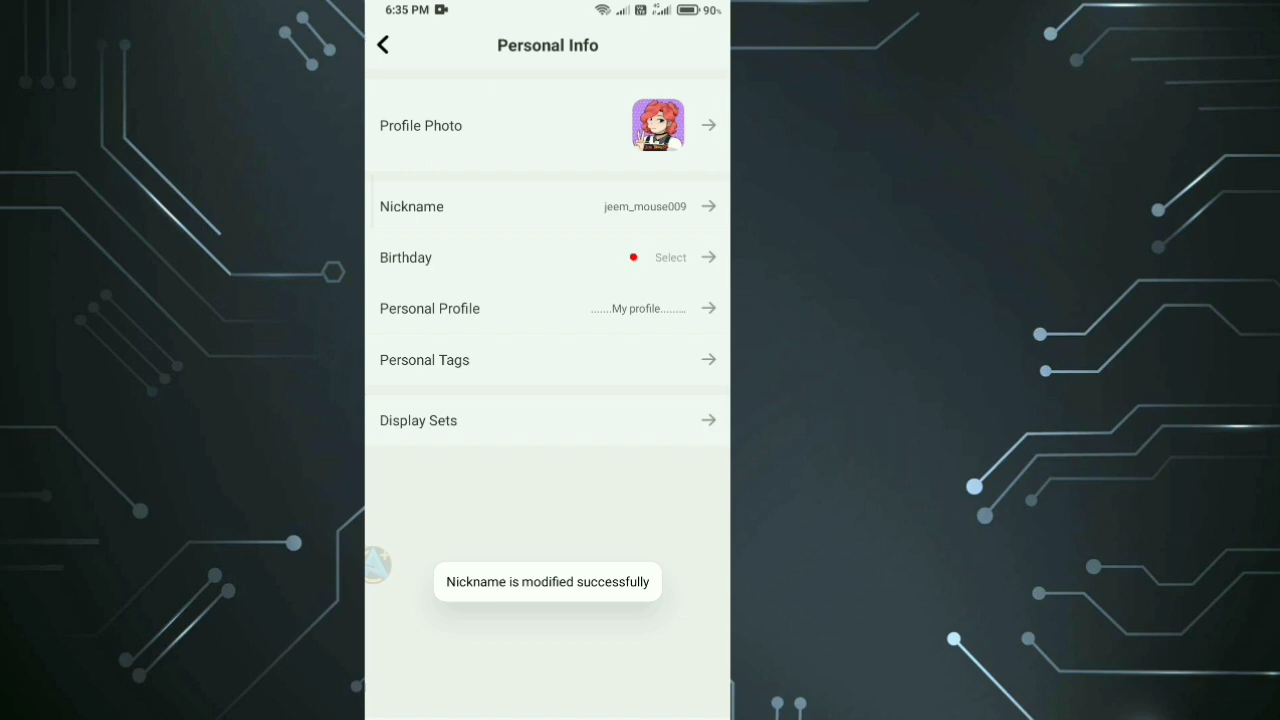 6:35 PM
90%
Personal Info
Profile Photo
Nickname
jeem_mouse009
Birthday
Select
Personal Profile
.......My profile.........
Personal Tags
Display Sets
Nickname is modified successfully